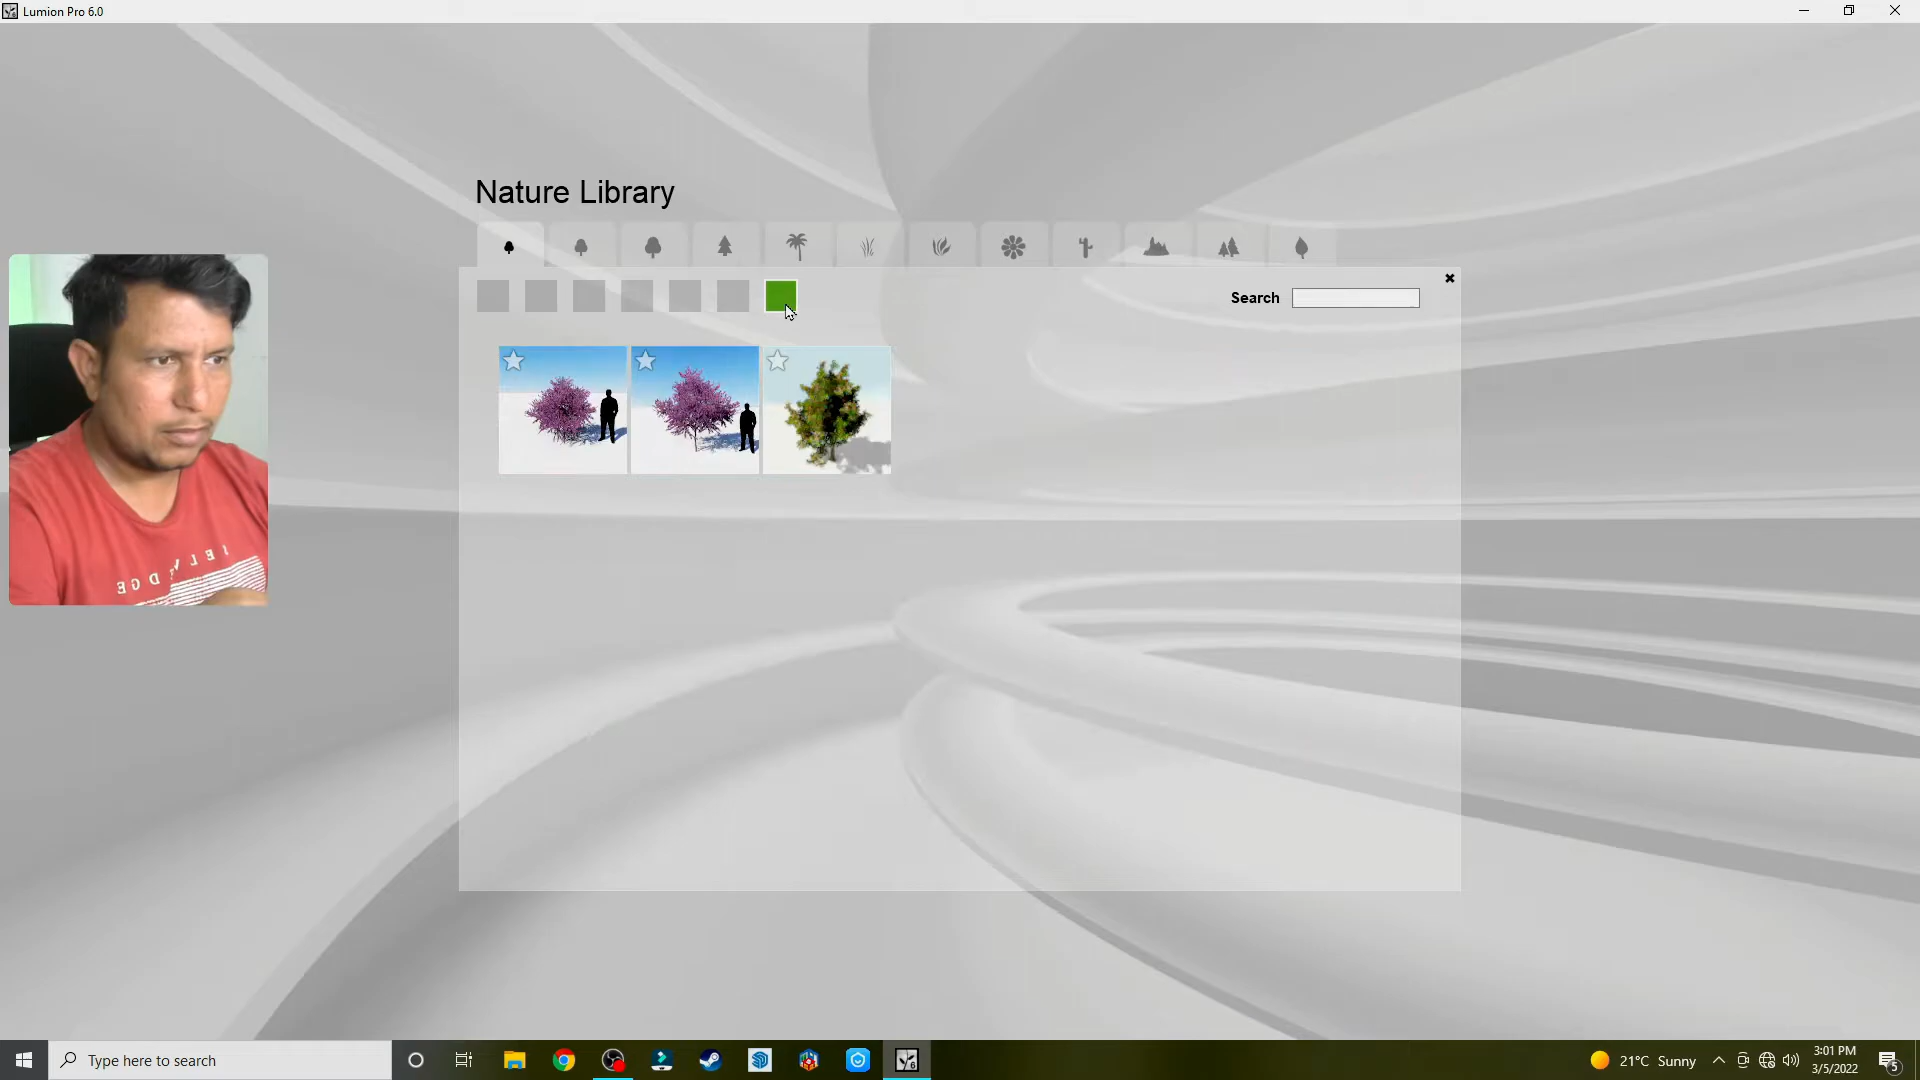 Lumion Pro 6.0
Nature Library
Search
Type here to search
21°C Sunny
3:01 PM
3/5/2022
5